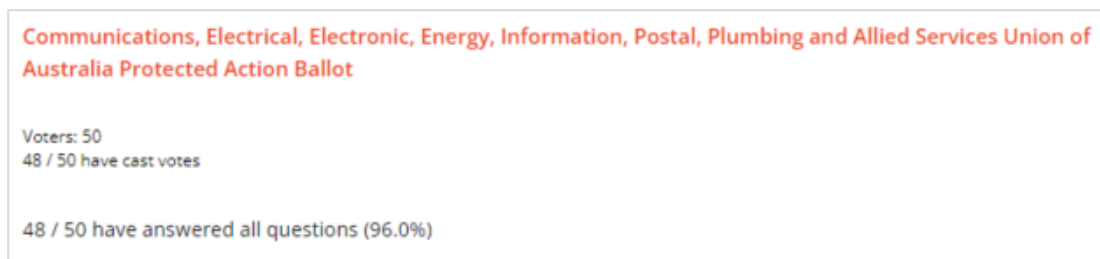 Communications, Electrical, Electronic, Energy, Information, Postal, Plumbing and Allied Services Union of
Australia Protected Action Ballot
Voters: 50
48 / 50 have cast votes
48 / 50 have answered all questions (96.0%)